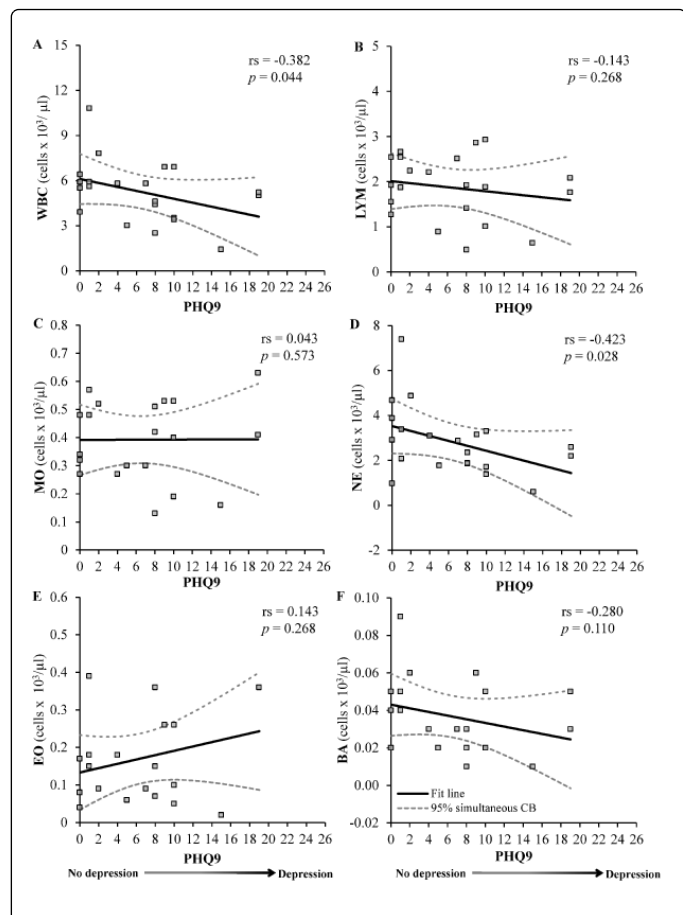 A
rs = -0.382
p = 0.044
15
12
9
6
3
0
WBC (cells x 10³/ µl)
0 2 4 6 8 10 12 14 16 18 20 22 24 26
PHQ9
B
rs = -0.143
p = 0.268
5
4
3
2
1
0
LYM (cells x 10³/µl)
0 2 4 6 8 10 12 14 16 18 20 22 24 26
PHQ9
C
rs = 0.043
p = 0.573
0.8
0.7
0.6
0.5
0.4
0.3
0.2
0.1
0
MO (cells x 10³/µl)
0 2 4 6 8 10 12 14 16 18 20 22 24 26
PHQ9
D
rs = -0.423
p = 0.028
8
6
4
2
0
-2
NE (cells x 10³/µl)
0 2 4 6 8 10 12 14 16 18 20 22 24 26
PHQ9
E
rs = 0.143
p = 0.268
0.6
0.5
0.4
0.3
0.2
0.1
0
EO (cells x 10³/µl)
0 2 4 6 8 10 12 14 16 18 20 22 24 26
PHQ9
No depression Depression
F
rs = -0.280
p = 0.110
0.10
0.08
0.06
0.04
0.02
0.00
-0.02
BA (cells x 10³/µl)
Fit line
95% simultaneous CB
0 2 4 6 8 10 12 14 16 18 20 22 24 26
PHQ9
No depression Depression